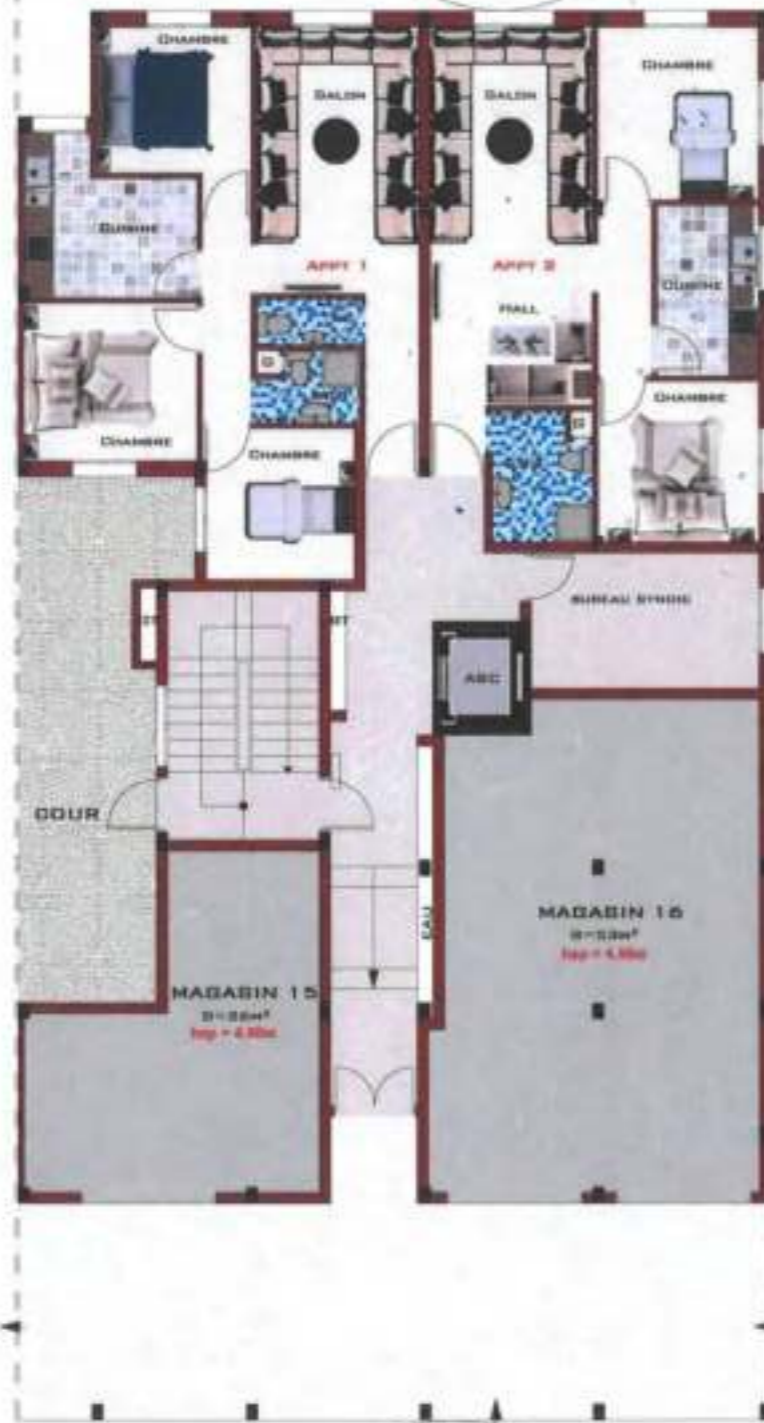 CHAMBRE
SALON
SALON
CHAMBRE
CUISINE
APPT 1
APPT 2
CUISINE
HALL
CHAMBRE
CHAMBRE
CHAMBRE
BUREAU SYNDIC
ASC
COUR
EAU
MAGASIN 16
MAGASIN 15